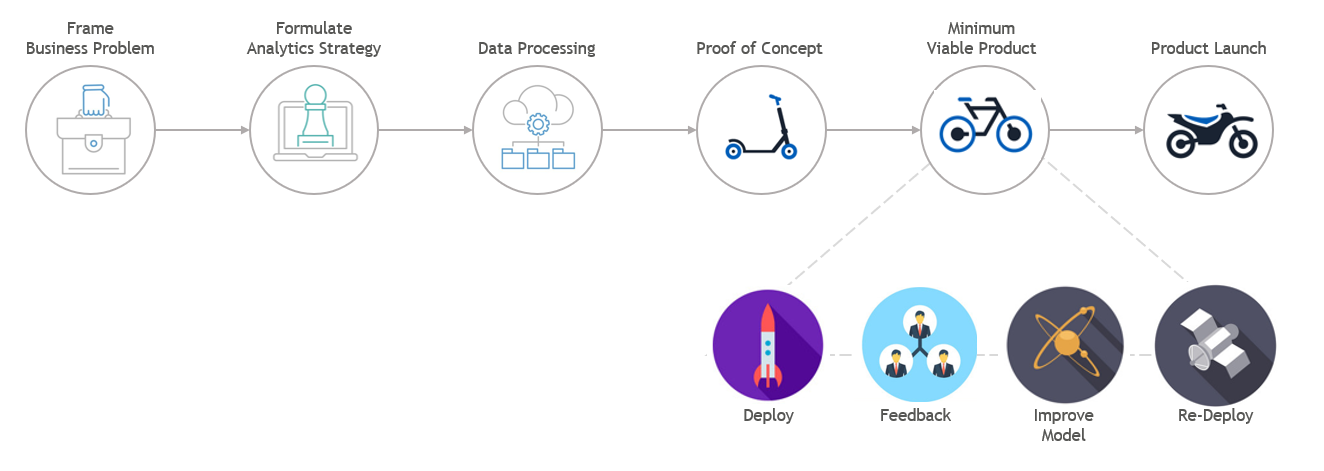 Frame
Business Problem
Formulate
Analytics Strategy
Data Processing
Proof of Concept
Minimum
Viable Product
Product Launch
Deploy
Feedback
Improve
Model
Re-Deploy